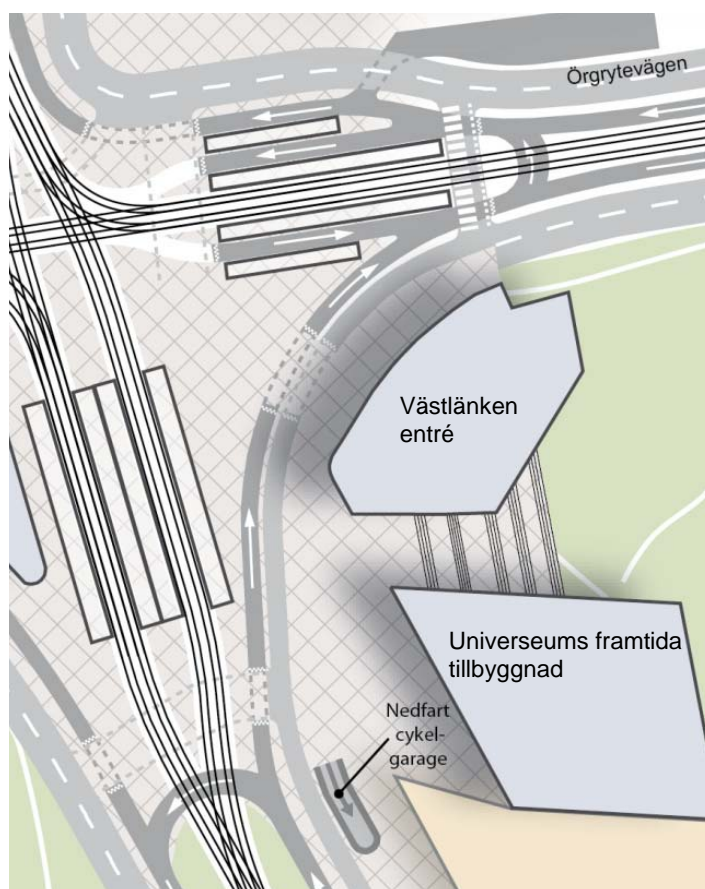 Örgrytevägen
Västlänken
entré
Universeums framtida
tillbyggnad
Nedfart
cykel-
garage